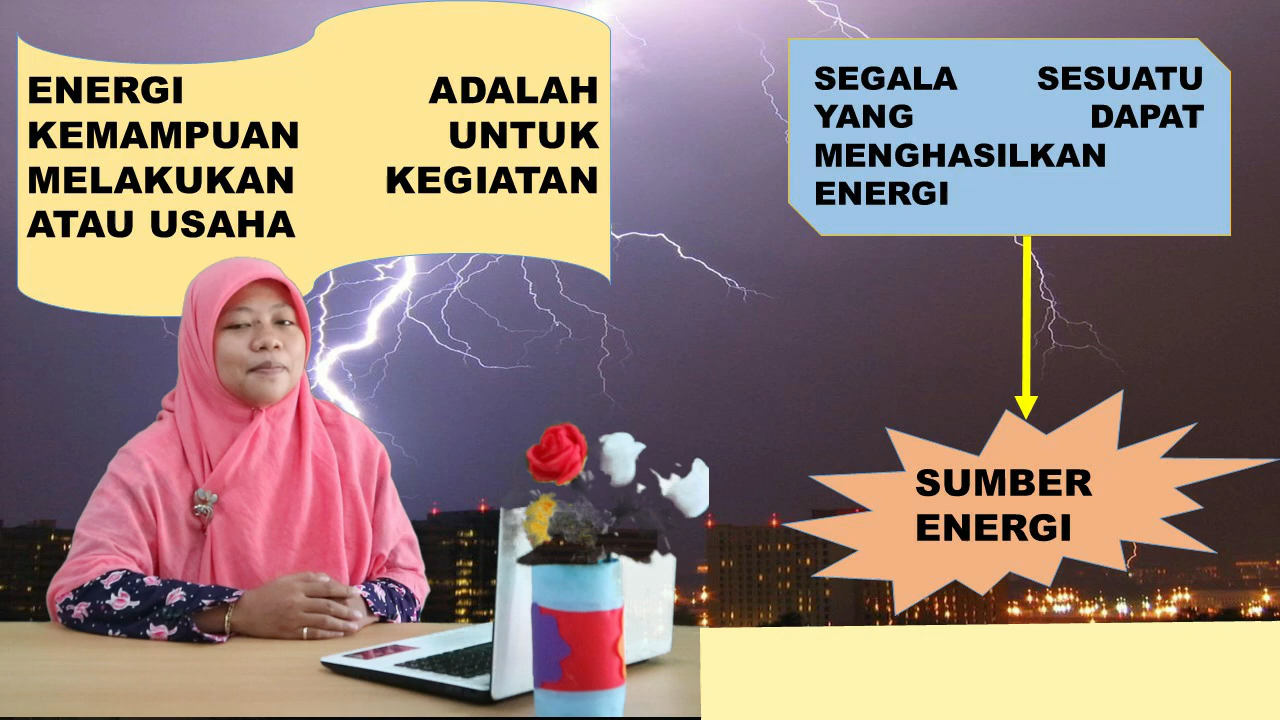 ENERGI ADALAH
KEMAMPUAN UNTUK
MELAKUKAN KEGIATAN
ATAU USAHA
SEGALA SESUATU
YANG DAPAT
MENGHASILKAN
ENERGI
SUMBER
ENERGI